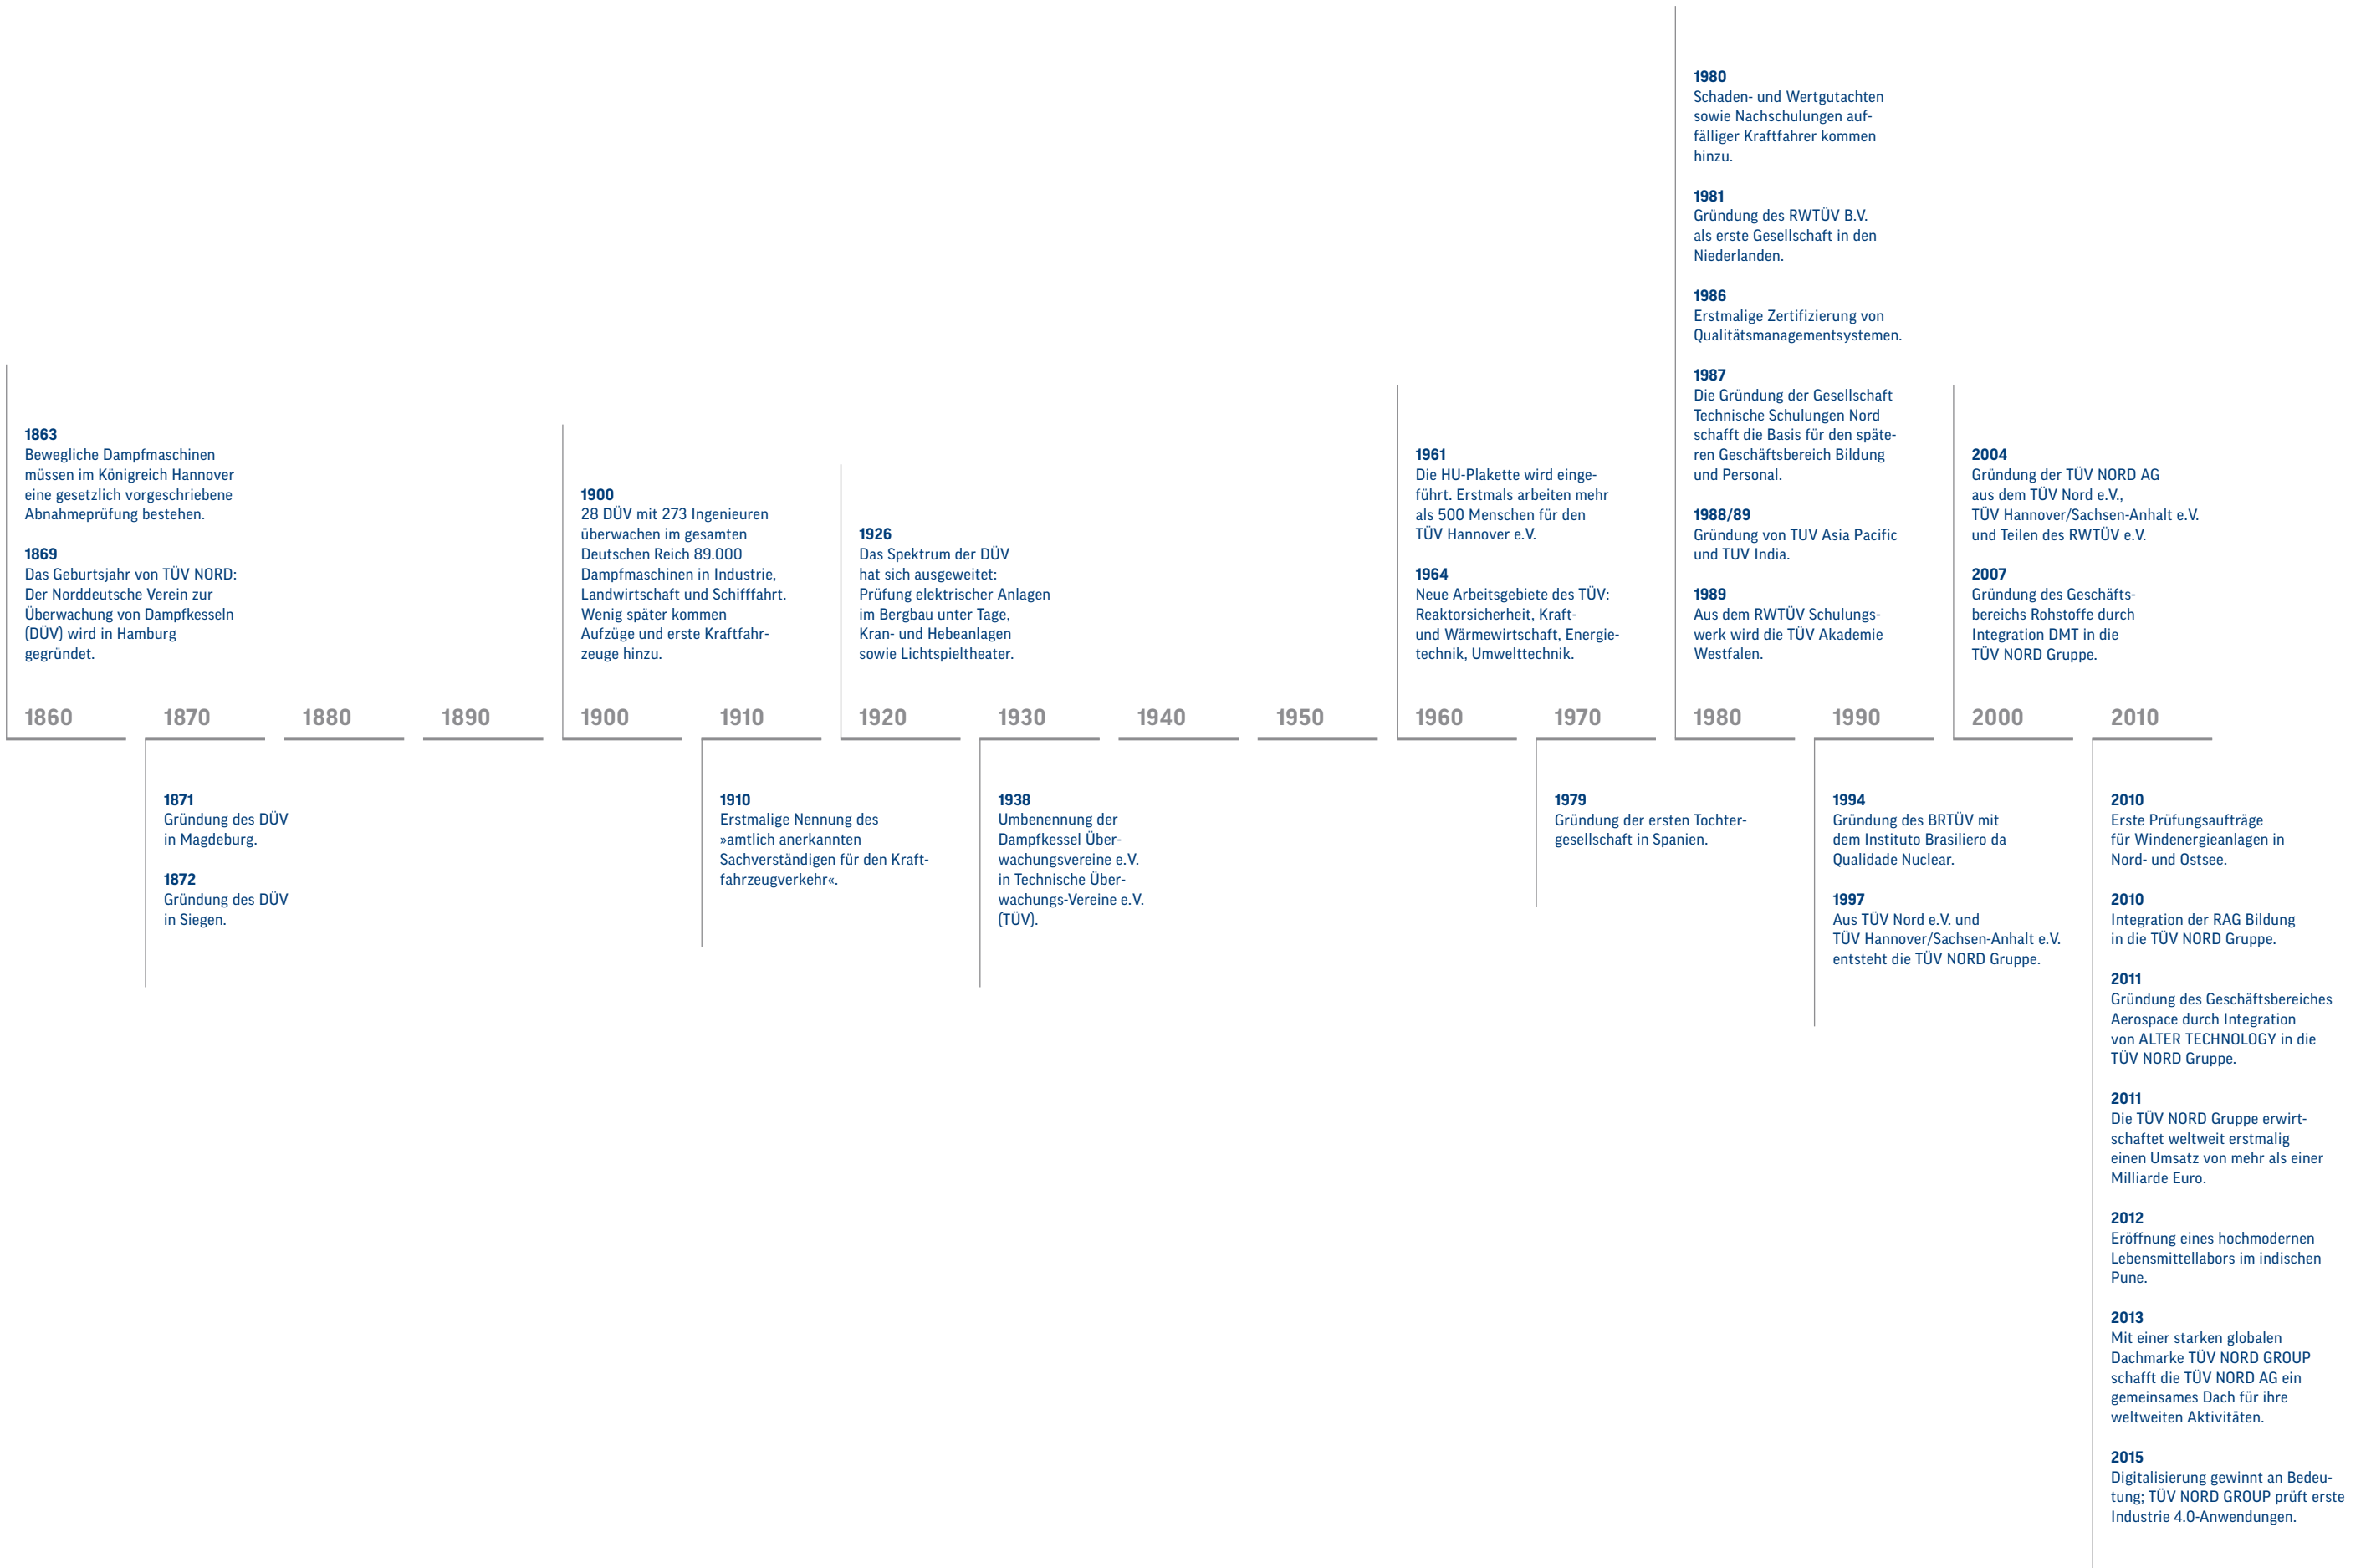 1980
Schaden- und Wertgutachten
sowie Nachschulungen auf-
fälliger Kraftfahrer kommen
hinzu.
1981
Gründung des RWTÜV B.V.
als erste Gesellschaft in den
Niederlanden.
1986
Erstmalige Zertifizierung von
Qualitätsmanagementsystemen.
1987
Die Gründung der Gesellschaft
Technische Schulungen Nord
schafft die Basis für den späte-
ren Geschäftsbereich Bildung
und Personal.
1988/89
Gründung von TUV Asia Pacific
und TUV India.
1989
Aus dem RWTÜV Schulungs-
werk wird die TÜV Akademie
Westfalen.
1863
Bewegliche Dampfmaschinen
müssen im Königreich Hannover
eine gesetzlich vorgeschriebene
Abnahmeprüfung bestehen.
1869
Das Geburtsjahr von TÜV NORD:
Der Norddeutsche Verein zur
Überwachung von Dampfkesseln
(DÜV) wird in Hamburg
gegründet.
1900
28 DÜV mit 273 Ingenieuren
überwachen im gesamten
Deutschen Reich 89.000
Dampfmaschinen in Industrie,
Landwirtschaft und Schifffahrt.
Wenig später kommen
Aufzüge und erste Kraftfahr-
zeuge hinzu.
1926
Das Spektrum der DÜV
hat sich ausgeweitet:
Prüfung elektrischer Anlagen
im Bergbau unter Tage,
Kran- und Hebeanlagen
sowie Lichtspieltheater.
1961
Die HU-Plakette wird einge-
führt. Erstmals arbeiten mehr
als 500 Menschen für den
TÜV Hannover e.V.
1964
Neue Arbeitsgebiete des TÜV:
Reaktorsicherheit, Kraft-
und Wärmewirtschaft, Energie-
technik, Umwelttechnik.
2004
Gründung der TÜV NORD AG
aus dem TÜV Nord e.V.,
TÜV Hannover/Sachsen-Anhalt e.V.
und Teilen des RWTÜV e.V.
2007
Gründung des Geschäfts-
bereichs Rohstoffe durch
Integration DMT in die
TÜV NORD Gruppe.
1860 1870 1880 1890 1900 1910 1920 1930 1940 1950 1960 1970 1980 1990 2000 2010
1871
Gründung des DÜV
in Magdeburg.
1872
Gründung des DÜV
in Siegen.
1910
Erstmalige Nennung des
»amtlich anerkannten
Sachverständigen für den Kraft-
fahrzeugverkehr«.
1938
Umbenennung der
Dampfkessel Über-
wachungsvereine e.V.
in Technische Über-
wachungs-Vereine e.V.
(TÜV).
1979
Gründung der ersten Tochter-
gesellschaft in Spanien.
1994
Gründung des BRTÜV mit
dem Instituto Brasiliero da
Qualidade Nuclear.
1997
Aus TÜV Nord e.V. und
TÜV Hannover/Sachsen-Anhalt e.V.
entsteht die TÜV NORD Gruppe.
2010
Erste Prüfungsaufträge
für Windenergieanlagen in
Nord- und Ostsee.
2010
Integration der RAG Bildung
in die TÜV NORD Gruppe.
2011
Gründung des Geschäftsbereiches
Aerospace durch Integration
von ALTER TECHNOLOGY in die
TÜV NORD Gruppe.
2011
Die TÜV NORD Gruppe erwirt-
schaftet weltweit erstmalig
einen Umsatz von mehr als einer
Milliarde Euro.
2012
Eröffnung eines hochmodernen
Lebensmittellabors im indischen
Pune.
2013
Mit einer starken globalen
Dachmarke TÜV NORD GROUP
schafft die TÜV NORD AG ein
gemeinsames Dach für ihre
weltweiten Aktivitäten.
2015
Digitalisierung gewinnt an Bedeu-
tung; TÜV NORD GROUP prüft erste
Industrie 4.0-Anwendungen.